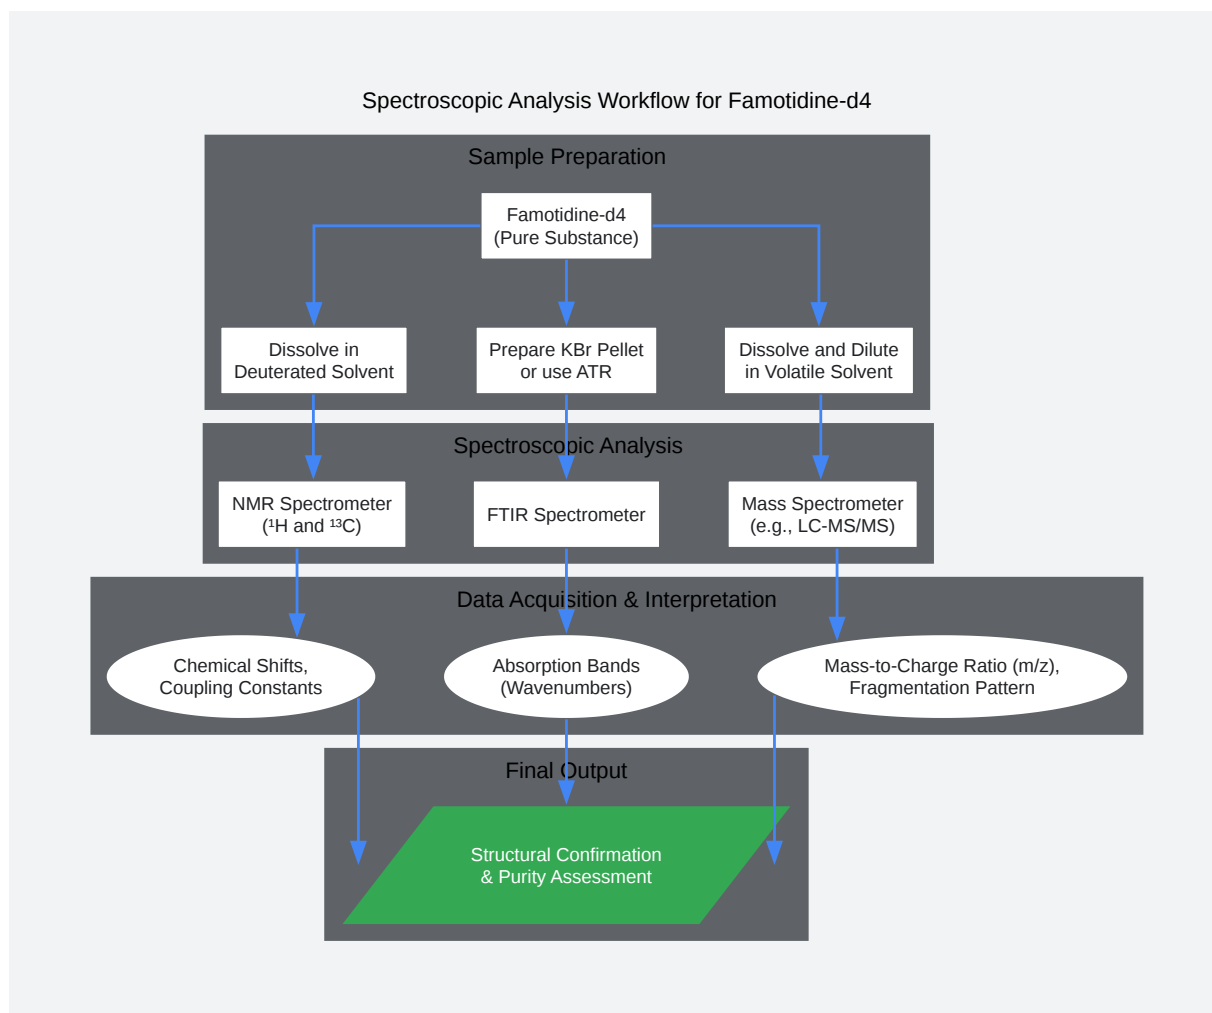 Spectroscopic Analysis Workflow for Famotidine-d4
Sample Preparation
Famotidine-d4
(Pure Substance)
Dissolve in
Deuterated Solvent
Prepare KBr Pellet
or use ATR
Dissolve and Dilute
in Volatile Solvent
Spectroscopic Analysis
NMR Spectrometer
(¹H and ¹³C)
FTIR Spectrometer
Mass Spectrometer
(e.g., LC-MS/MS)
Data Acquisition & Interpretation
Chemical Shifts,
Coupling Constants
Absorption Bands
(Wavenumbers)
Mass-to-Charge Ratio (m/z),
Fragmentation Pattern
Final Output
Structural Confirmation
& Purity Assessment